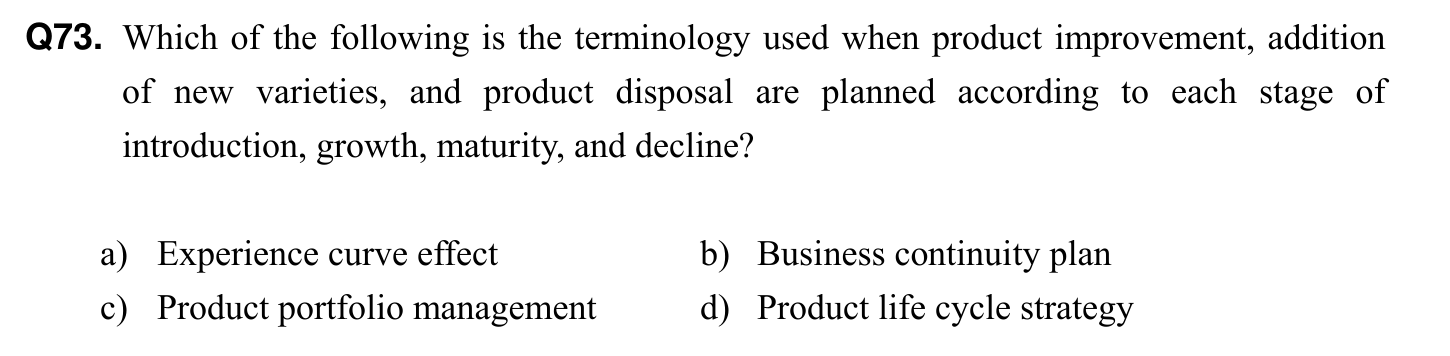 Q73. Which of the following is the terminology used when product improvement, addition
of new varieties, and product disposal are planned according to each stage of
introduction, growth, maturity, and decline?
a) Experience curve effect b) Business continuity plan
c) Product portfolio management d) Product life cycle strategy